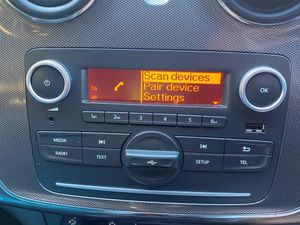 Scan devices
Pair device
Settings
TA
AF
OK
1
2
3
4
5
6
MEDIA
RADIO
TEXT
SETUP
TEL